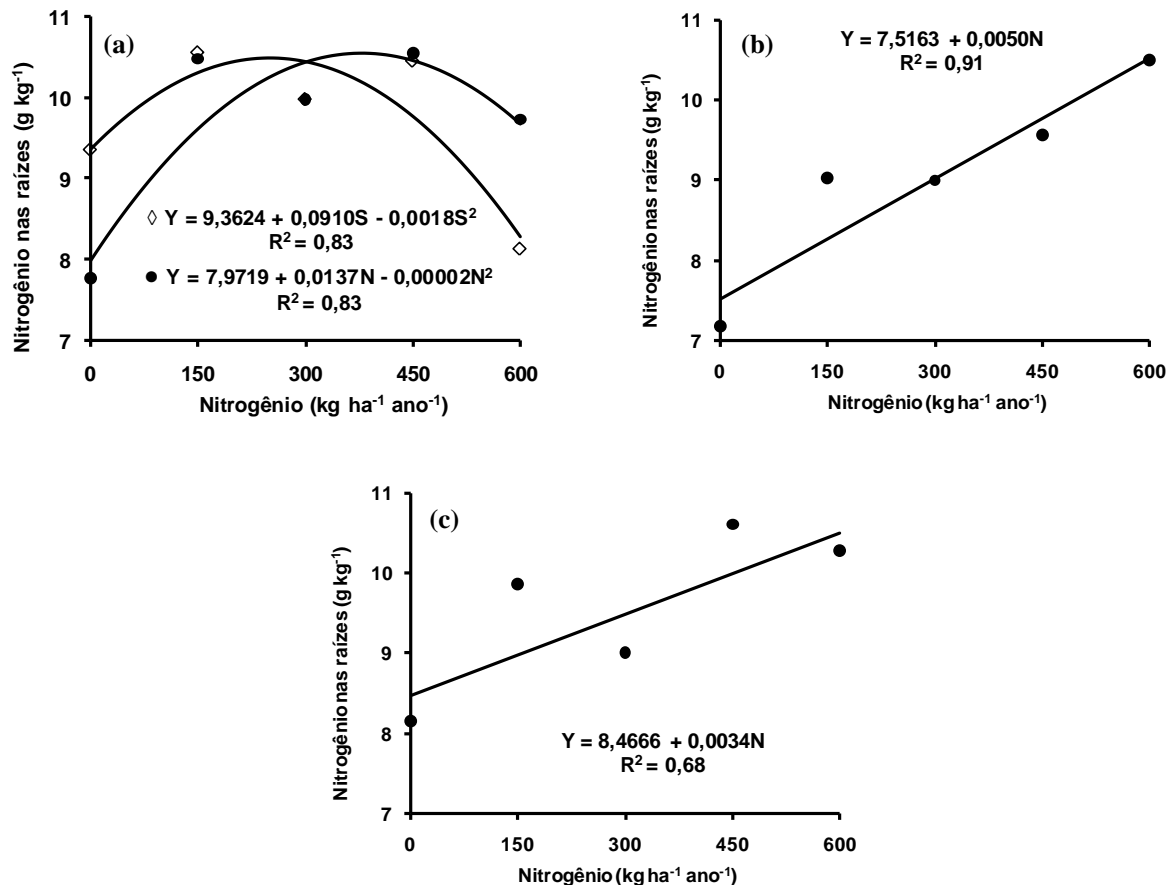 (a)
Nitrogênio nas raízes (g kg⁻¹)
11
10
9
8
7
◇ Y = 9,3624 + 0,0910S - 0,0018S²
R² = 0,83
● Y = 7,9719 + 0,0137N - 0,00002N²
R² = 0,83
0 150 300 450 600
Nitrogênio (kg ha⁻¹ ano⁻¹)
(b)
Nitrogênio nas raízes (g kg⁻¹)
11
10
9
8
7
Y = 7,5163 + 0,0050N
R² = 0,91
0 150 300 450 600
Nitrogênio (kg ha⁻¹ ano⁻¹)
(c)
Nitrogênio nas raízes (g kg⁻¹)
11
10
9
8
7
Y = 8,4666 + 0,0034N
R² = 0,68
0 150 300 450 600
Nitrogênio (kg ha⁻¹ ano⁻¹)